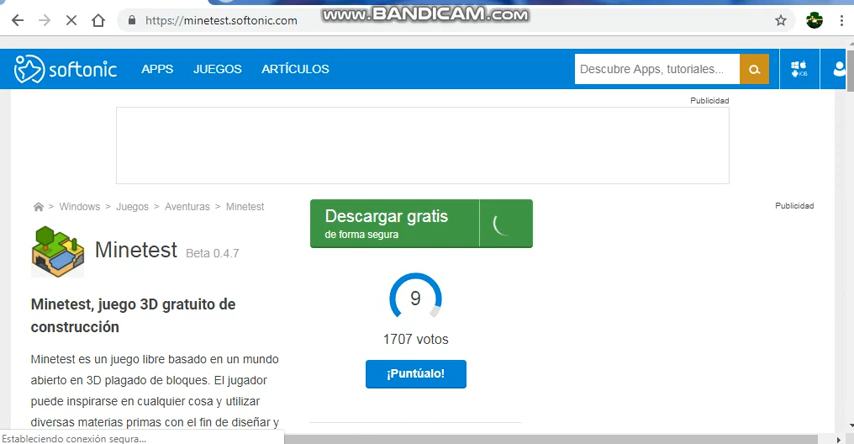 https://minetest.softonic.com
www.BANDICAM.com
softonic APPS JUEGOS ARTÍCULOS Descubre Apps, tutoriales... iOS
Publicidad
> Windows > Juegos > Aventuras > Minetest
Publicidad
Descargar gratis
de forma segura
Minetest Beta 0.4.7
9
1707 votos
¡Puntúalo!
Minetest, juego 3D gratuito de
construcción
Minetest es un juego libre basado en un mundo
abierto en 3D plagado de bloques. El jugador
puede inspirarse en cualquier cosa y utilizar
diversas materias primas con el fin de diseñar y
Estableciendo conexión segura...